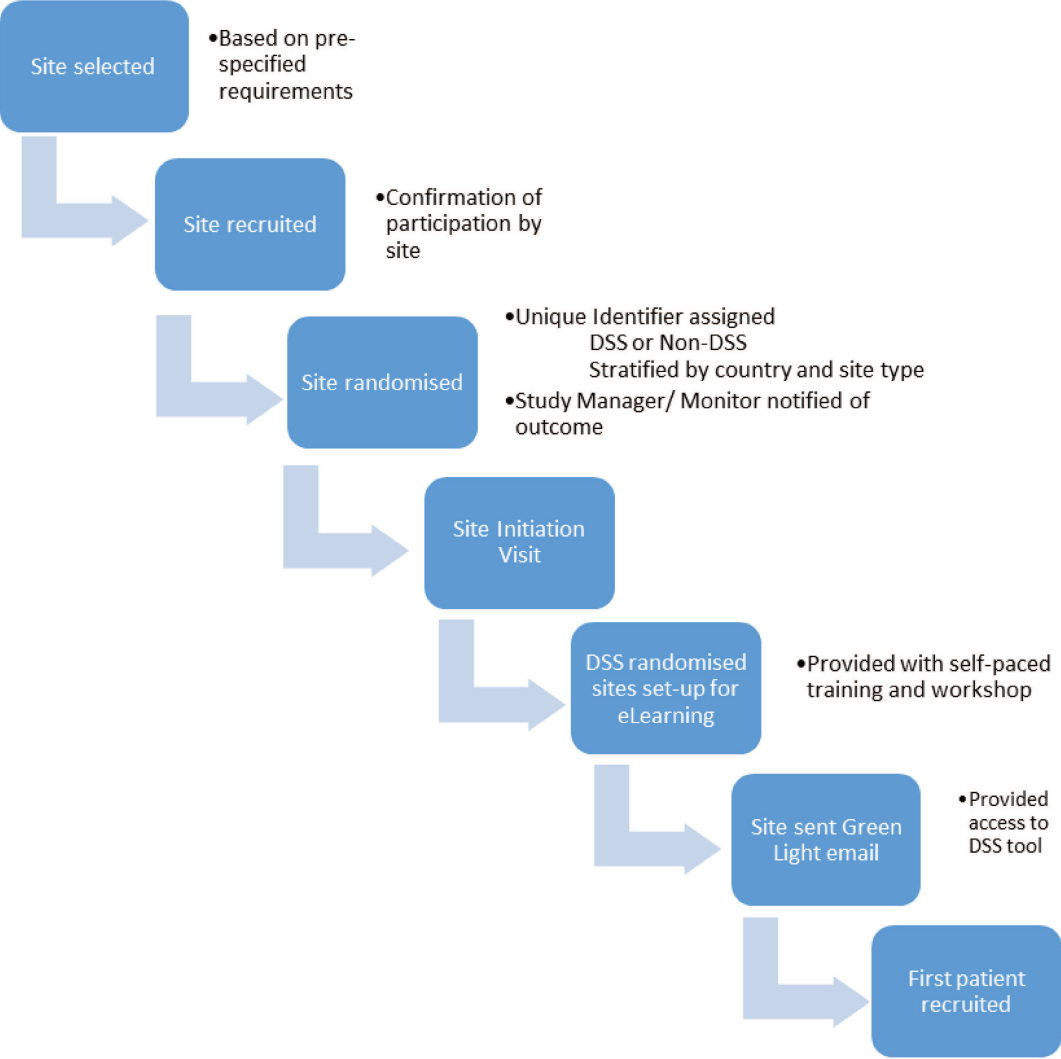 Site selected
•Based on pre-
specified
requirements
Site recruited
•Confirmation of
participation by
site
Site randomised
•Unique Identifier assigned
DSS or Non-DSS
Stratified by country and site type
•Study Manager/ Monitor notified of
outcome
Site Initiation
Visit
DSS randomised
sites set-up for
eLearning
•Provided with self-paced
training and workshop
Site sent Green
Light email
•Provided
access to
DSS tool
First patient
recruited